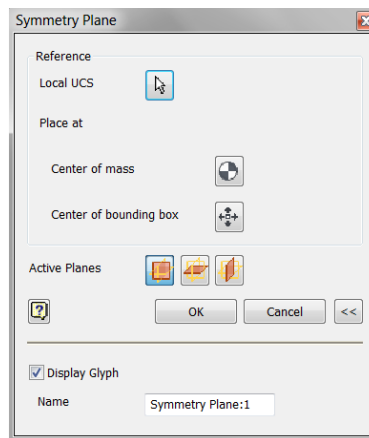 Symmetry Plane
Reference
Local UCS
Place at
Center of mass
Center of bounding box
Active Planes
?
OK
Cancel
<<
Display Glyph
Name
Symmetry Plane:1